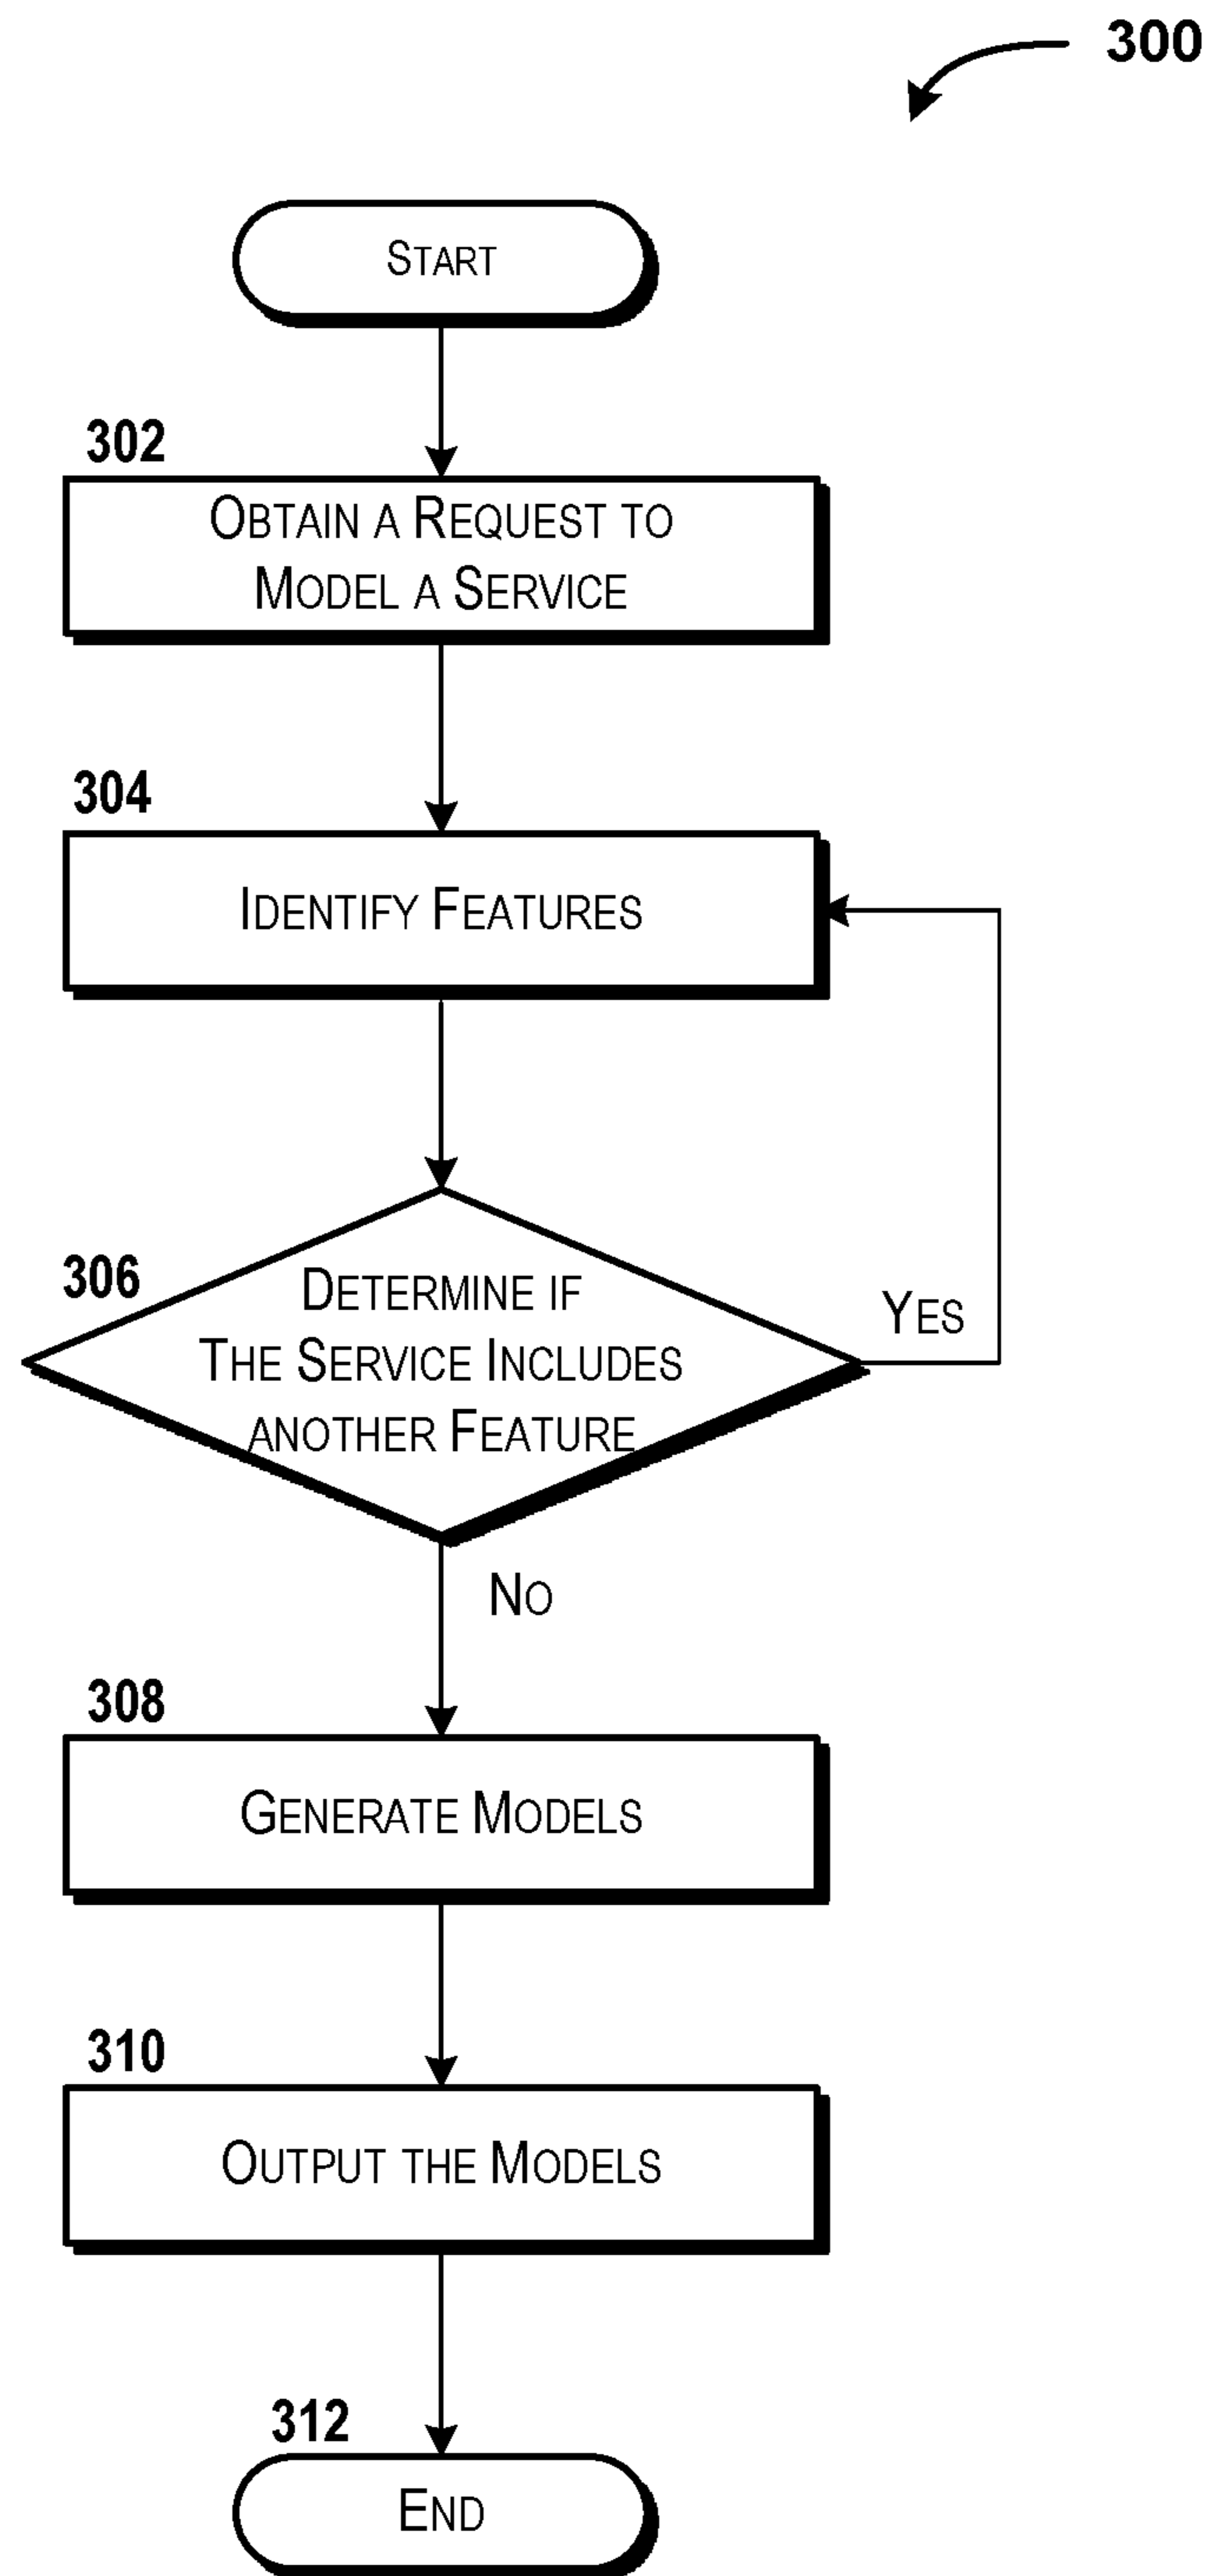 300
START
302
OBTAIN A REQUEST TO
MODEL A SERVICE
304
IDENTIFY FEATURES
306
DETERMINE IF
THE SERVICE INCLUDES
ANOTHER FEATURE
YES
NO
308
GENERATE MODELS
310
OUTPUT THE MODELS
312
END